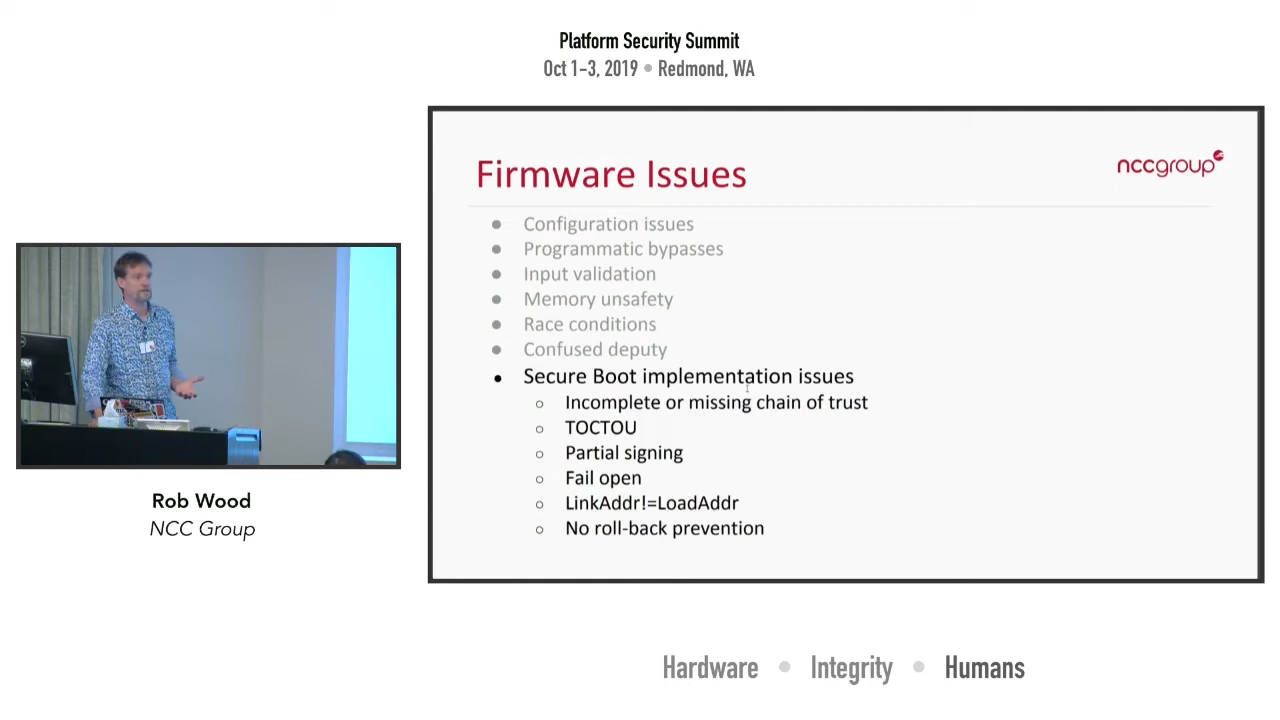 Platform Security Summit
Oct 1-3, 2019 • Redmond, WA
Firmware Issues
nccgroup
● Configuration issues
● Programmatic bypasses
● Input validation
● Memory unsafety
● Race conditions
● Confused deputy
● Secure Boot implementation issues
○ Incomplete or missing chain of trust
○ TOCTOU
○ Partial signing
○ Fail open
○ LinkAddr!=LoadAddr
○ No roll-back prevention
Rob Wood
NCC Group
Hardware • Integrity • Humans